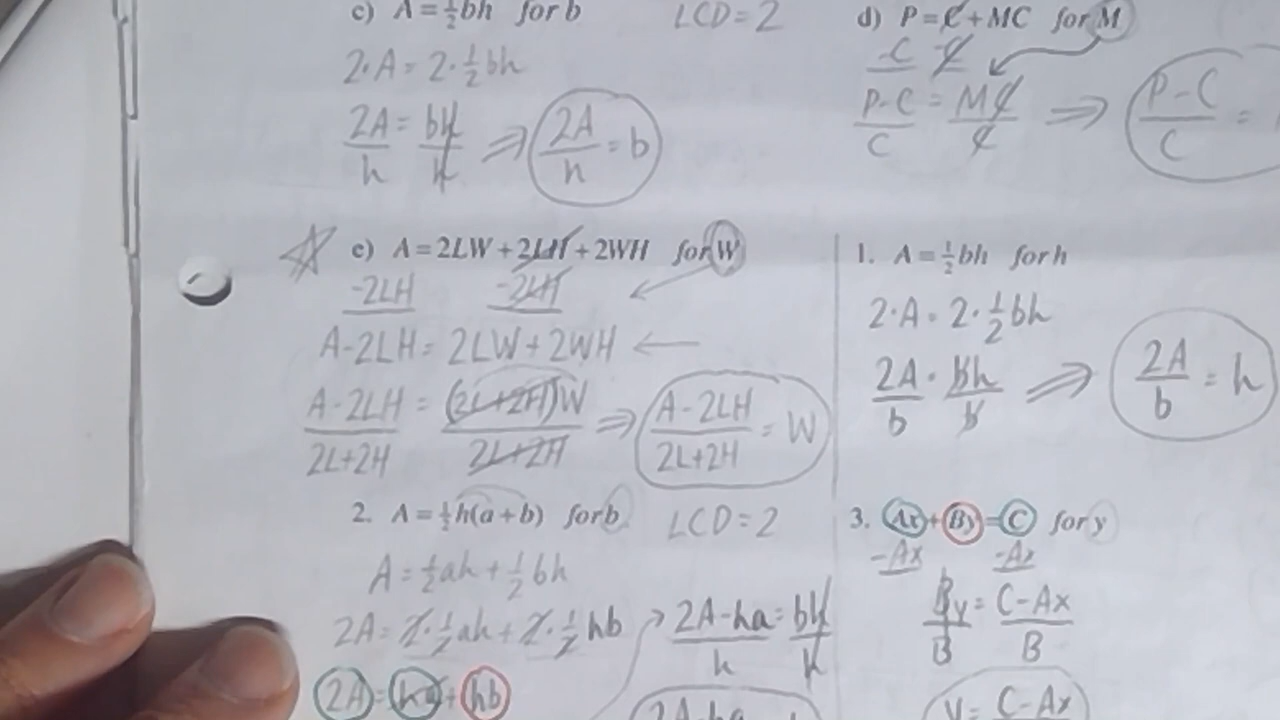 c) A = ½bh for b LCD = 2
2·A = 2·½bh
2A = bh
h h
⇒ 2A/h = b
d) P = C + MC for M
-C -C
P-C = MC
C C
⇒ P-C/C =
e) A = 2LW + 2LH + 2WH for W
-2LH -2LH
A-2LH = 2LW + 2WH ←
A-2LH = (2L+2H)W
2L+2H 2L+2H
⇒ A-2LH/2L+2H = W
1. A = ½bh for h
2·A = 2·½bh
2A · bh
b b
⇒ 2A/b = h
2. A = ½h(a+b) for b LCD = 2
A = ½ah + ½bh
2A = 2·½ah + 2·½hb
2A = ha + hb
2A-ha = bh
h h
2A-ha
3. Ax + By = C for y
-Ax -Ax
By = C-Ax
B B
y = C-Ax